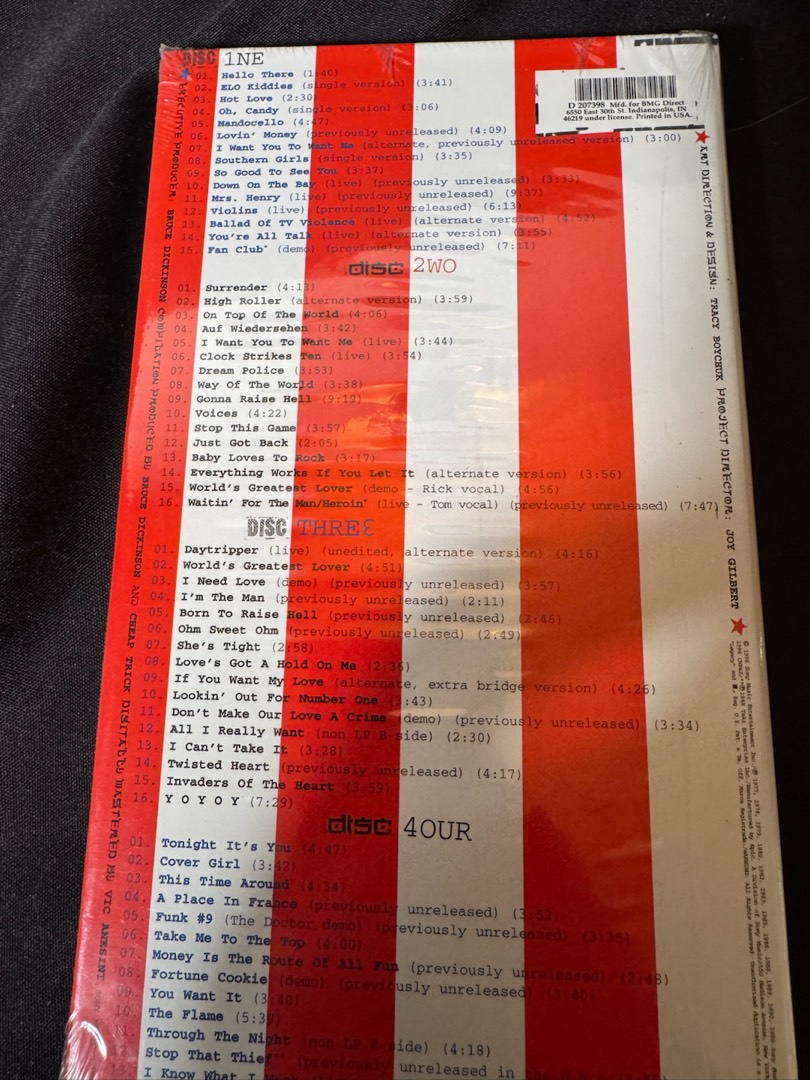 DISC 1NE
01. Hello There (1:40)
02. ELO Kiddies (single version) (3:41)
03. Hot Love (2:30)
04. Oh, Candy (single version) (3:06)
05. Mandocello (4:47)
06. Lovin' Money (previously unreleased) (4:09)
07. I Want You To Want Me (alternate, previously unreleased version) (3:00)
08. Southern Girls (single version) (3:35)
09. So Good To See You (3:37)
10. Down On The Bay (live) (previously unreleased) (3:33)
11. Mrs. Henry (live) (previously unreleased) (9:37)
12. Violins (live) (previously unreleased) (6:13)
13. Ballad Of TV Violence (live) (alternate version) (4:52)
14. You're All Talk (live) (alternate version) (3:55)
15. Fan Club* (demo) (previously unreleased) (7:11)
disc 2WO
01. Surrender (4:13)
02. High Roller (alternate version) (3:59)
03. On Top Of The World (4:06)
04. Auf Wiedersehen (3:42)
05. I Want You To Want Me (live) (3:44)
06. Clock Strikes Ten (live) (3:54)
07. Dream Police (3:53)
08. Way Of The World (3:38)
09. Gonna Raise Hell (9:19)
10. Voices (4:22)
11. Stop This Game (3:57)
12. Just Got Back (2:05)
13. Baby Loves To Rock (3:17)
14. Everything Works If You Let It (alternate version) (3:56)
15. World's Greatest Lover (demo - Rick vocal) (4:56)
16. Waitin' For The Man/Heroin* (live - Tom vocal) (previously unreleased) (7:47)
DISC THREE
01. Daytripper (live) (unedited, alternate version) (4:16)
02. World's Greatest Lover (4:51)
03. I Need Love (demo) (previously unreleased) (3:57)
04. I'm The Man (previously unreleased) (2:11)
05. Born To Raise Hell (previously unreleased) (2:46)
06. Ohm Sweet Ohm (previously unreleased) (2:49)
07. She's Tight (2:58)
08. Love's Got A Hold On Me (2:36)
09. If You Want My Love (alternate, extra bridge version) (4:26)
10. Lookin' Out For Number One (3:43)
11. Don't Make Our Love A Crime (demo) (previously unreleased) (3:34)
12. All I Really Want (non LP B-side) (2:30)
13. I Can't Take It (3:28)
14. Twisted Heart (previously unreleased) (4:17)
15. Invaders Of The Heart (3:59)
16. Y O Y O Y (7:29)
disc 4OUR
01. Tonight It's You (4:47)
02. Cover Girl (3:42)
03. This Time Around (4:34)
04. A Place In France (previously unreleased) (3:52)
05. Funk #9 (The Doctor demo) (previously unreleased) (3:35)
06. Take Me To The Top (4:00)
07. Money Is The Route Of All Fun (previously unreleased) (2:48)
08. Fortune Cookie (demo) (previously unreleased) (3:40)
09. You Want It (3:40)
10. The Flame (5:39)
11. Through The Night (non LP B-side) (4:18)
Stop That Thief** (previously unreleased in the
13 I Know What I
EXECUTIVE PRODUCER: BRUCE DICKINSON COMPILATION PRODUCED BY BRUCE DICKINSON AND CHEAP TRICK DIGITALLY MASTERED BY VIC ANESINI
D 207398 Mfd. for BMG Direct
6550 East 30th St. Indianapolis, IN
46219 under license. Printed in USA.
ART DIRECTION & DESIGN: TRACY BOYCHUK PROJECT DIRECTOR: JOY GILBERT